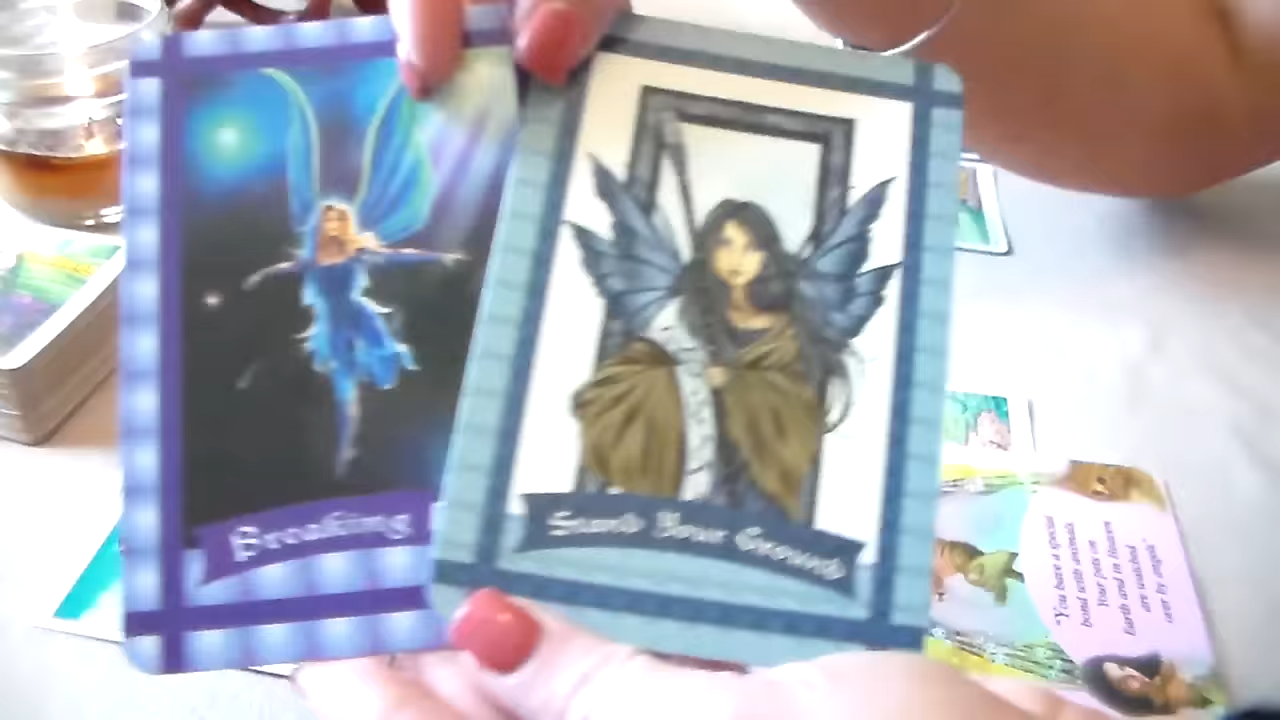 Breaking
Stand Your Ground
"You have a special
bond with animals
Your pets on
Earth and in Heaven
are watched
over by angels"